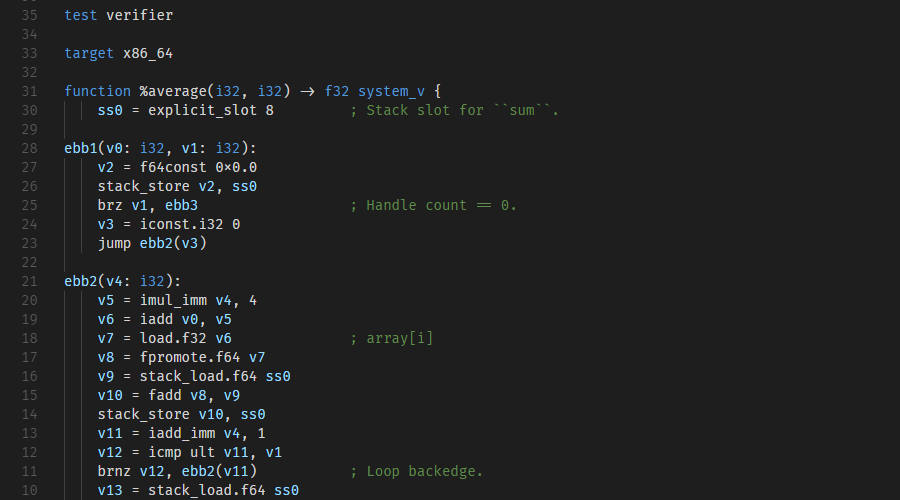 35 test verifier
34
33 target x86_64
32
31 function %average(i32, i32) -> f32 system_v {
30 ss0 = explicit_slot 8 ; Stack slot for ``sum``.
29
28 ebb1(v0: i32, v1: i32):
27 v2 = f64const 0x0.0
26 stack_store v2, ss0
25 brz v1, ebb3 ; Handle count == 0.
24 v3 = iconst.i32 0
23 jump ebb2(v3)
22
21 ebb2(v4: i32):
20 v5 = imul_imm v4, 4
19 v6 = iadd v0, v5
18 v7 = load.f32 v6 ; array[i]
17 v8 = fpromote.f64 v7
16 v9 = stack_load.f64 ss0
15 v10 = fadd v8, v9
14 stack_store v10, ss0
13 v11 = iadd_imm v4, 1
12 v12 = icmp ult v11, v1
11 brnz v12, ebb2(v11) ; Loop backedge.
10 v13 = stack_load.f64 ss0